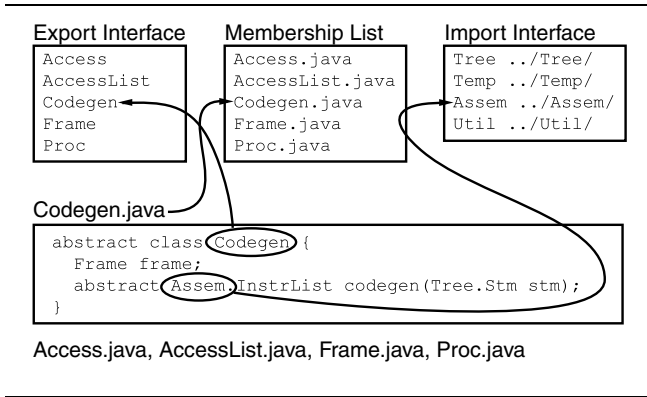 Export Interface
Access
AccessList
Codegen
Frame
Proc
Membership List
Access.java
AccessList.java
Codegen.java
Frame.java
Proc.java
Import Interface
Tree ../Tree/
Temp ../Temp/
Assem ../Assem/
Util ../Util/
Codegen.java
abstract class Codegen {
Frame frame;
abstract Assem.InstrList codegen(Tree.Stm stm);
}
Access.java, AccessList.java, Frame.java, Proc.java